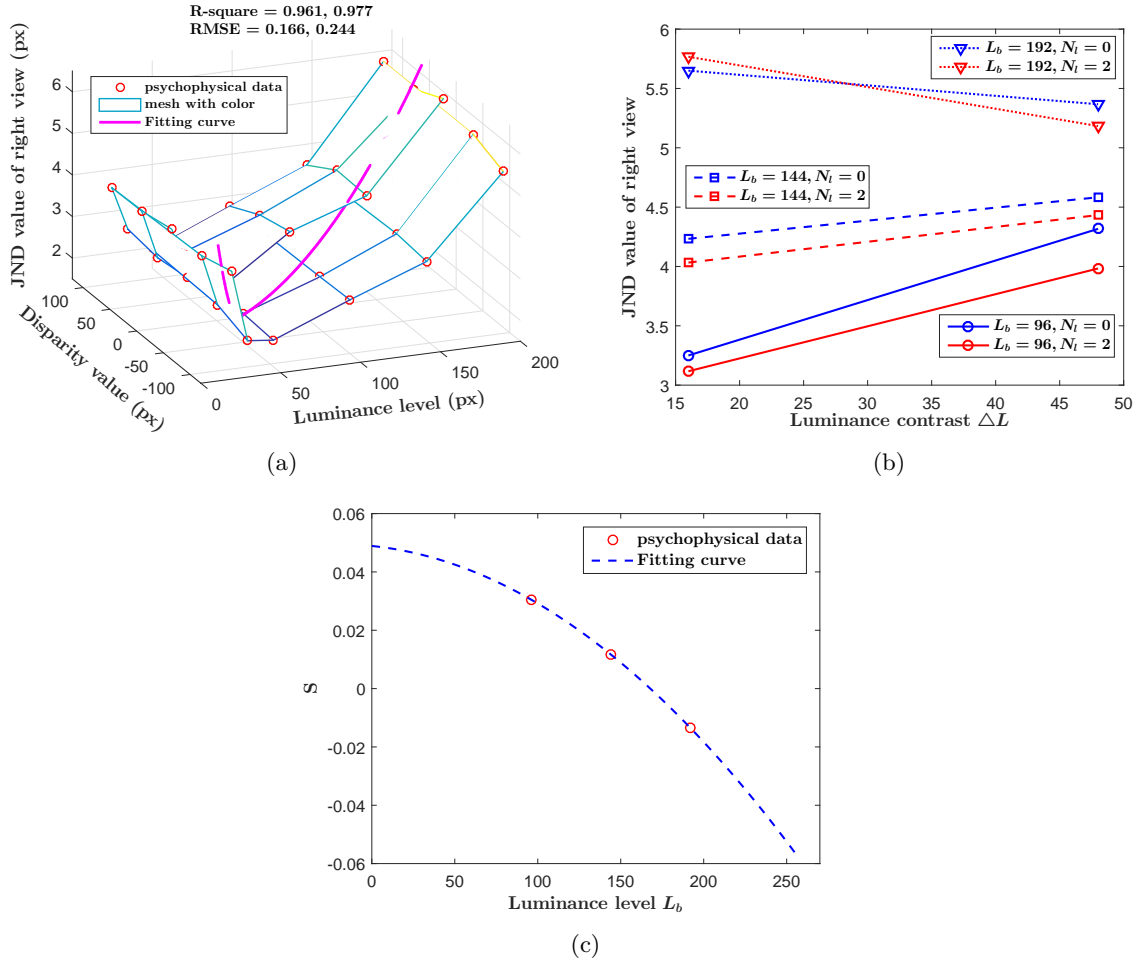 R-square = 0.961, 0.977
RMSE = 0.166, 0.244
JND value of right view (px)
6
5
4
3
2
psychophysical data
mesh with color
Fitting curve
100
50
0
-50
-100
Disparity value (px)
0
50
100
150
200
Luminance level (px)
(a)
JND value of right view
6
5.5
5
4.5
4
3.5
3
L_b = 192, N_l = 0
L_b = 192, N_l = 2
L_b = 144, N_l = 0
L_b = 144, N_l = 2
L_b = 96, N_l = 0
L_b = 96, N_l = 2
15 20 25 30 35 40 45 50
Luminance contrast △L
(b)
S
0.06
0.04
0.02
0
-0.02
-0.04
-0.06
psychophysical data
Fitting curve
0 50 100 150 200 250
Luminance level L_b
(c)